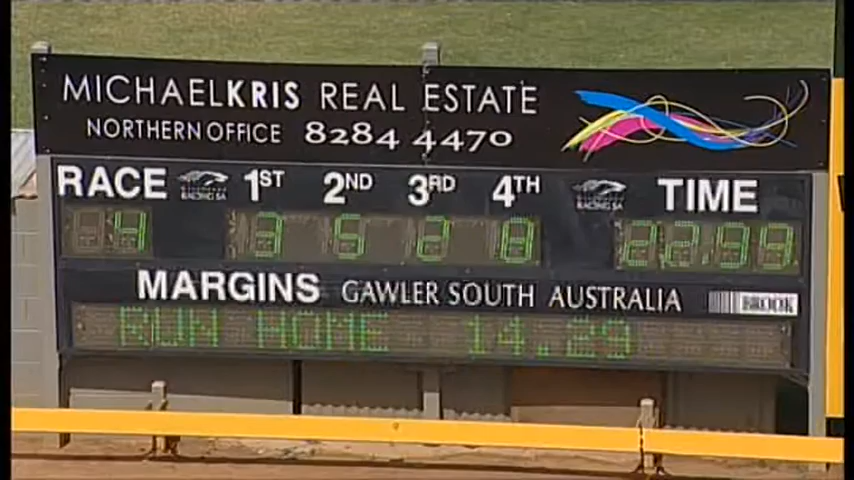 MICHAELKRIS REAL ESTATE
NORTHERN OFFICE 8284 4470
RACE 1ST 2ND 3RD 4TH TIME
4 3 5 2 8 22.99
MARGINS GAWLER SOUTH AUSTRALIA BROOK
RUN HOME 14.29